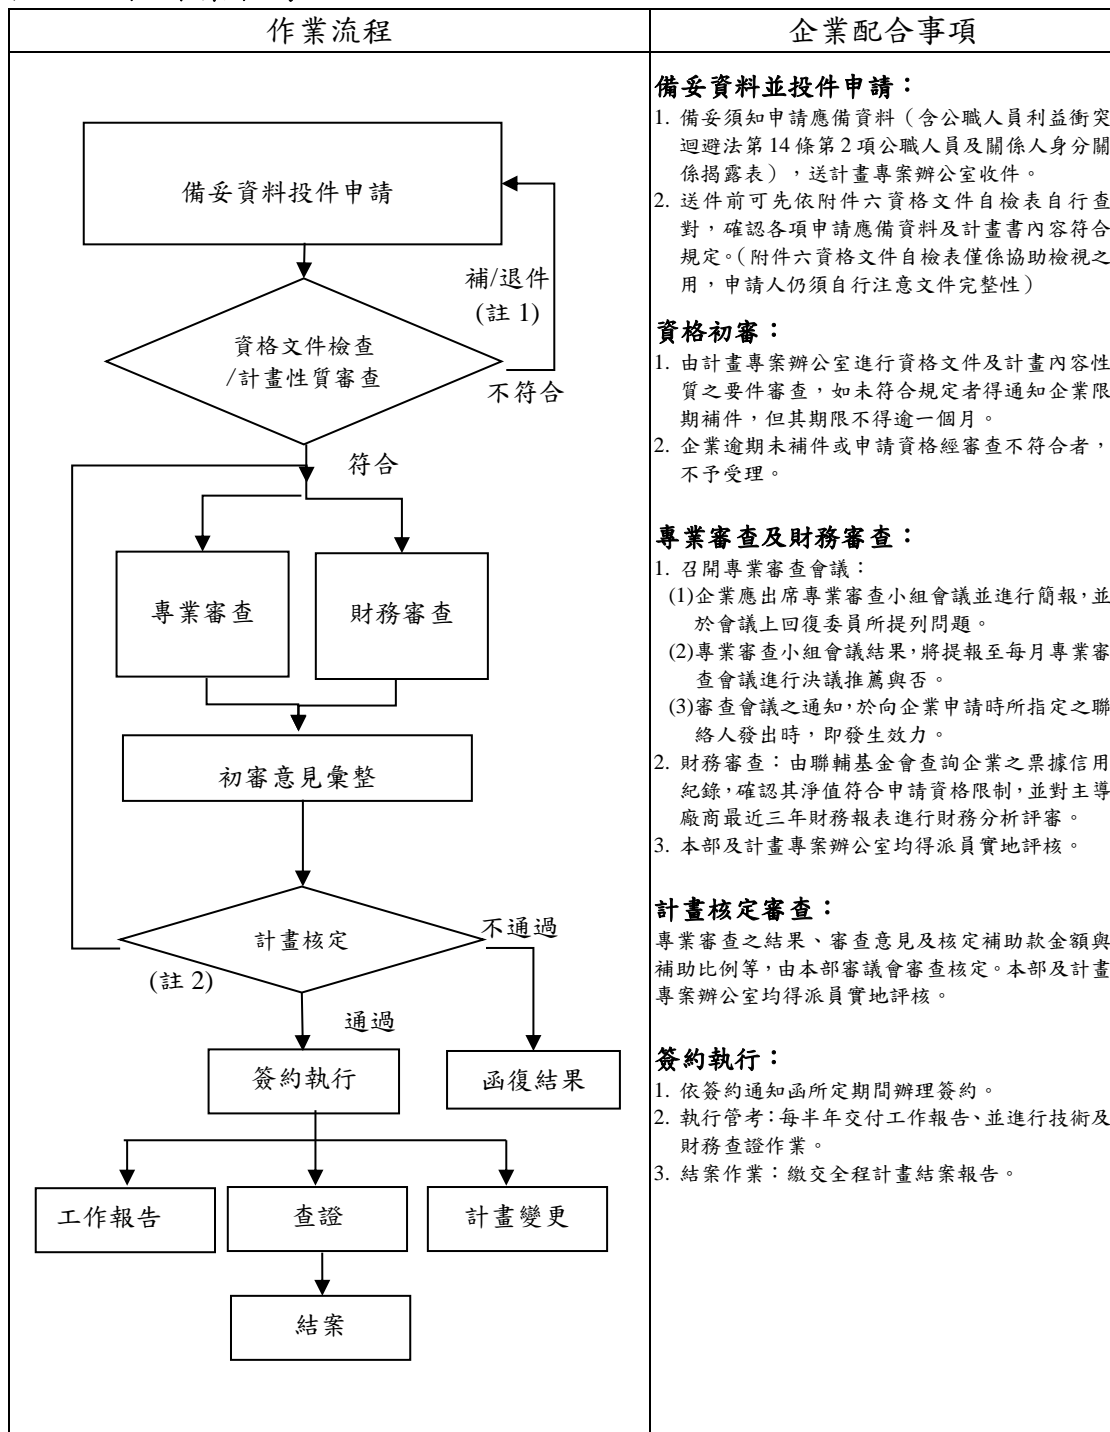 作業流程
企業配合事項
備妥資料投件申請
補/退件
(註 1)
資格文件檢查
/計畫性質審查
不符合
符合
專業審查
財務審查
初審意見彙整
計畫核定
不通過
(註 2)
通過
簽約執行
函復結果
工作報告
查證
計畫變更
結案
備妥資料並投件申請：
1. 備妥須知申請應備資料（含公職人員利益衝突
迴避法第 14 條第 2 項公職人員及關係人身分關
係揭露表），送計畫專案辦公室收件。
2. 送件前可先依附件六資格文件自檢表自行查
對，確認各項申請應備資料及計畫書內容符合
規定。（附件六資格文件自檢表僅係協助檢視之
用，申請人仍須自行注意文件完整性）
資格初審：
1. 由計畫專案辦公室進行資格文件及計畫內容性
質之要件審查，如未符合規定者得通知企業限
期補件，但其期限不得逾一個月。
2. 企業逾期未補件或申請資格經審查不符合者，
不予受理。
專業審查及財務審查：
1. 召開專業審查會議：
(1)企業應出席專業審查小組會議並進行簡報，並
於會議上回復委員所提列問題。
(2)專業審查小組會議結果，將提報至每月專業審
查會議進行決議推薦與否。
(3)審查會議之通知，於向企業申請時所指定之聯
絡人發出時，即發生效力。
2. 財務審查：由聯輔基金會查詢企業之票據信用
紀錄，確認其淨值符合申請資格限制，並對主導
廠商最近三年財務報表進行財務分析評審。
3. 本部及計畫專案辦公室均得派員實地評核。
計畫核定審查：
專業審查之結果、審查意見及核定補助款金額與
補助比例等，由本部審議會審查核定。本部及計畫
專案辦公室均得派員實地評核。
簽約執行：
1. 依簽約通知函所定期間辦理簽約。
2. 執行管考：每半年交付工作報告、並進行技術及
財務查證作業。
3. 結案作業：繳交全程計畫結案報告。